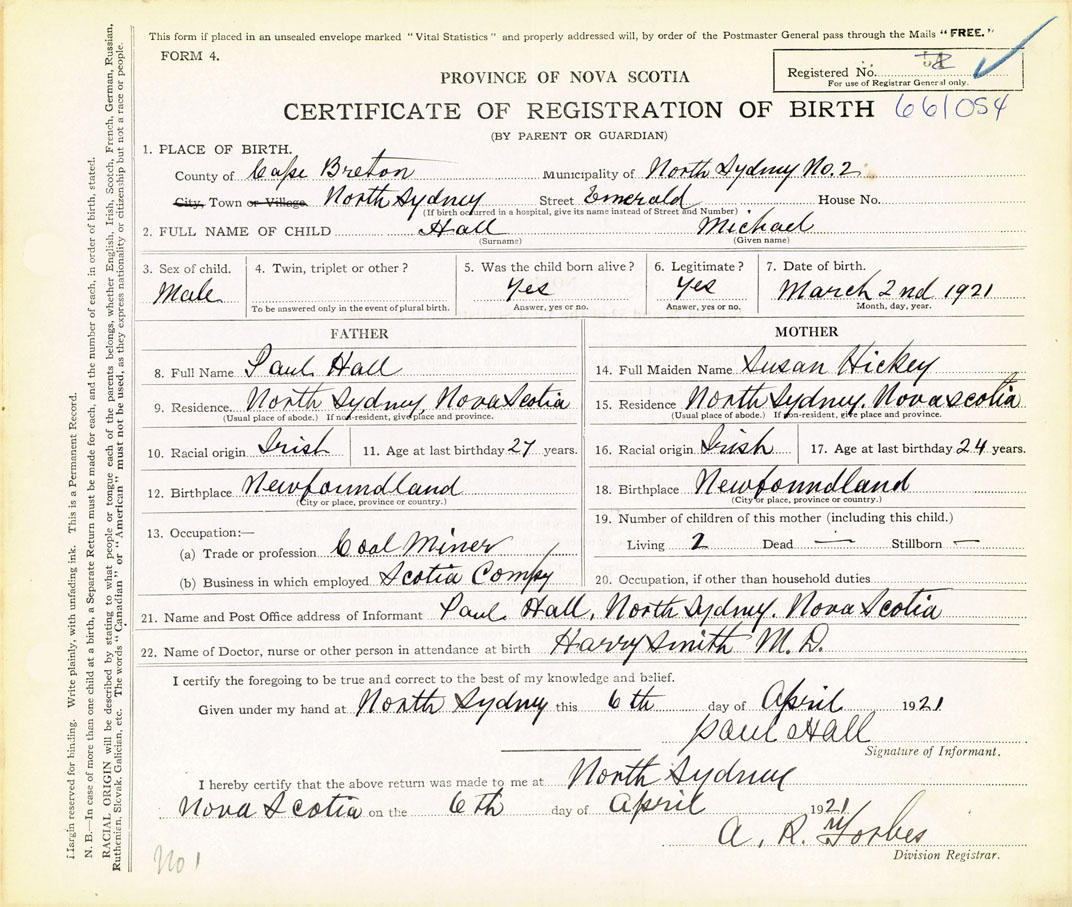 This form if placed in an unsealed envelope marked "Vital Statistics" and properly addressed will, by order of the Postmaster General pass through the Mails "FREE."
FORM 4.
Registered No.
For use of Registrar General only.
PROVINCE OF NOVA SCOTIA
CERTIFICATE OF REGISTRATION OF BIRTH 661054
(BY PARENT OR GUARDIAN)
1. PLACE OF BIRTH.
County of Cape Breton Municipality of North Sydney No. 2
City, Town or Village North Sydney Street Emerald House No.
(If birth occurred in a hospital, give its name instead of Street and Number)
2. FULL NAME OF CHILD Hall Michael
(Surname) (Given name)
3. Sex of child. 4. Twin, triplet or other? 5. Was the child born alive? 6. Legitimate? 7. Date of birth.
Male Yes Yes March 2nd 1921
To be answered only in the event of plural birth. Answer, yes or no. Answer, yes or no. Month, day, year.
FATHER
8. Full Name Paul Hall
9. Residence. North Sydney, Nova Scotia
(Usual place of abode.) If non-resident, give place and province.
10. Racial origin Irish 11. Age at last birthday 27 years.
12. Birthplace Newfoundland
(City or place, province or country.)
13. Occupation:—
(a) Trade or profession Coal Miner
(b) Business in which employed Scotia Compy
MOTHER
14. Full Maiden Name Susan Hickey
15. Residence North Sydney. Nova scotia
(Usual place of abode.) If non-resident, give place and province.
16. Racial origin Irish 17. Age at last birthday 24 years.
18. Birthplace Newfoundland
(City or place, province or country.)
19. Number of children of this mother (including this child.)
Living 2 Dead — Stillborn —
20. Occupation, if other than household duties
21. Name and Post Office address of Informant Paul Hall, North Sydney. Nova Scotia
22. Name of Doctor, nurse or other person in attendance at birth Harry Smith M.D.
I certify the foregoing to be true and correct to the best of my knowledge and belief.
Given under my hand at North Sydney this 6th day of April 1921
Paul Hall
Signature of Informant.
I hereby certify that the above return was made to me at North Sydney
Nova Scotia on the 6th day of April 1921
A. R. Forbes
Division Registrar.
No 1
Margin reserved for binding. Write plainly, with unfading ink. This is a Permanent Record.
N. B.—In case of more than one child at a birth, a Separate Return must be made for each, and the number of each, in order of birth, stated.
RACIAL ORIGIN will be described by stating to what people or tongue each of the parents belongs, whether English, Irish, Scotch, French, German, Russian,
Ruthenian, Slovak, Galician, etc. The words "Canadian" or "American" must not be used, as they express nationality or citizenship but not a race or people.